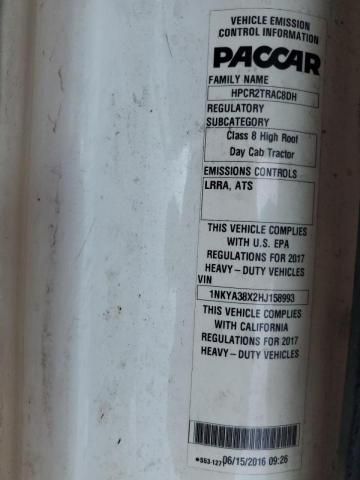 VEHICLE EMISSION
CONTROL INFORMATION
PACCAR
FAMILY NAME
HPCR2TRAC8DH
REGULATORY
SUBCATEGORY
Class 8 High Roof
Day Cab Tractor
EMISSIONS CONTROLS
LRRA, ATS
THIS VEHICLE COMPLIES
WITH U.S. EPA
REGULATIONS FOR 2017
HEAVY-DUTY VEHICLES
VIN
1NKYA38X2HJ158993
THIS VEHICLE COMPLIES
WITH CALIFORNIA
REGULATIONS FOR 2017
HEAVY-DUTY VEHICLES
06/15/2016 09:26